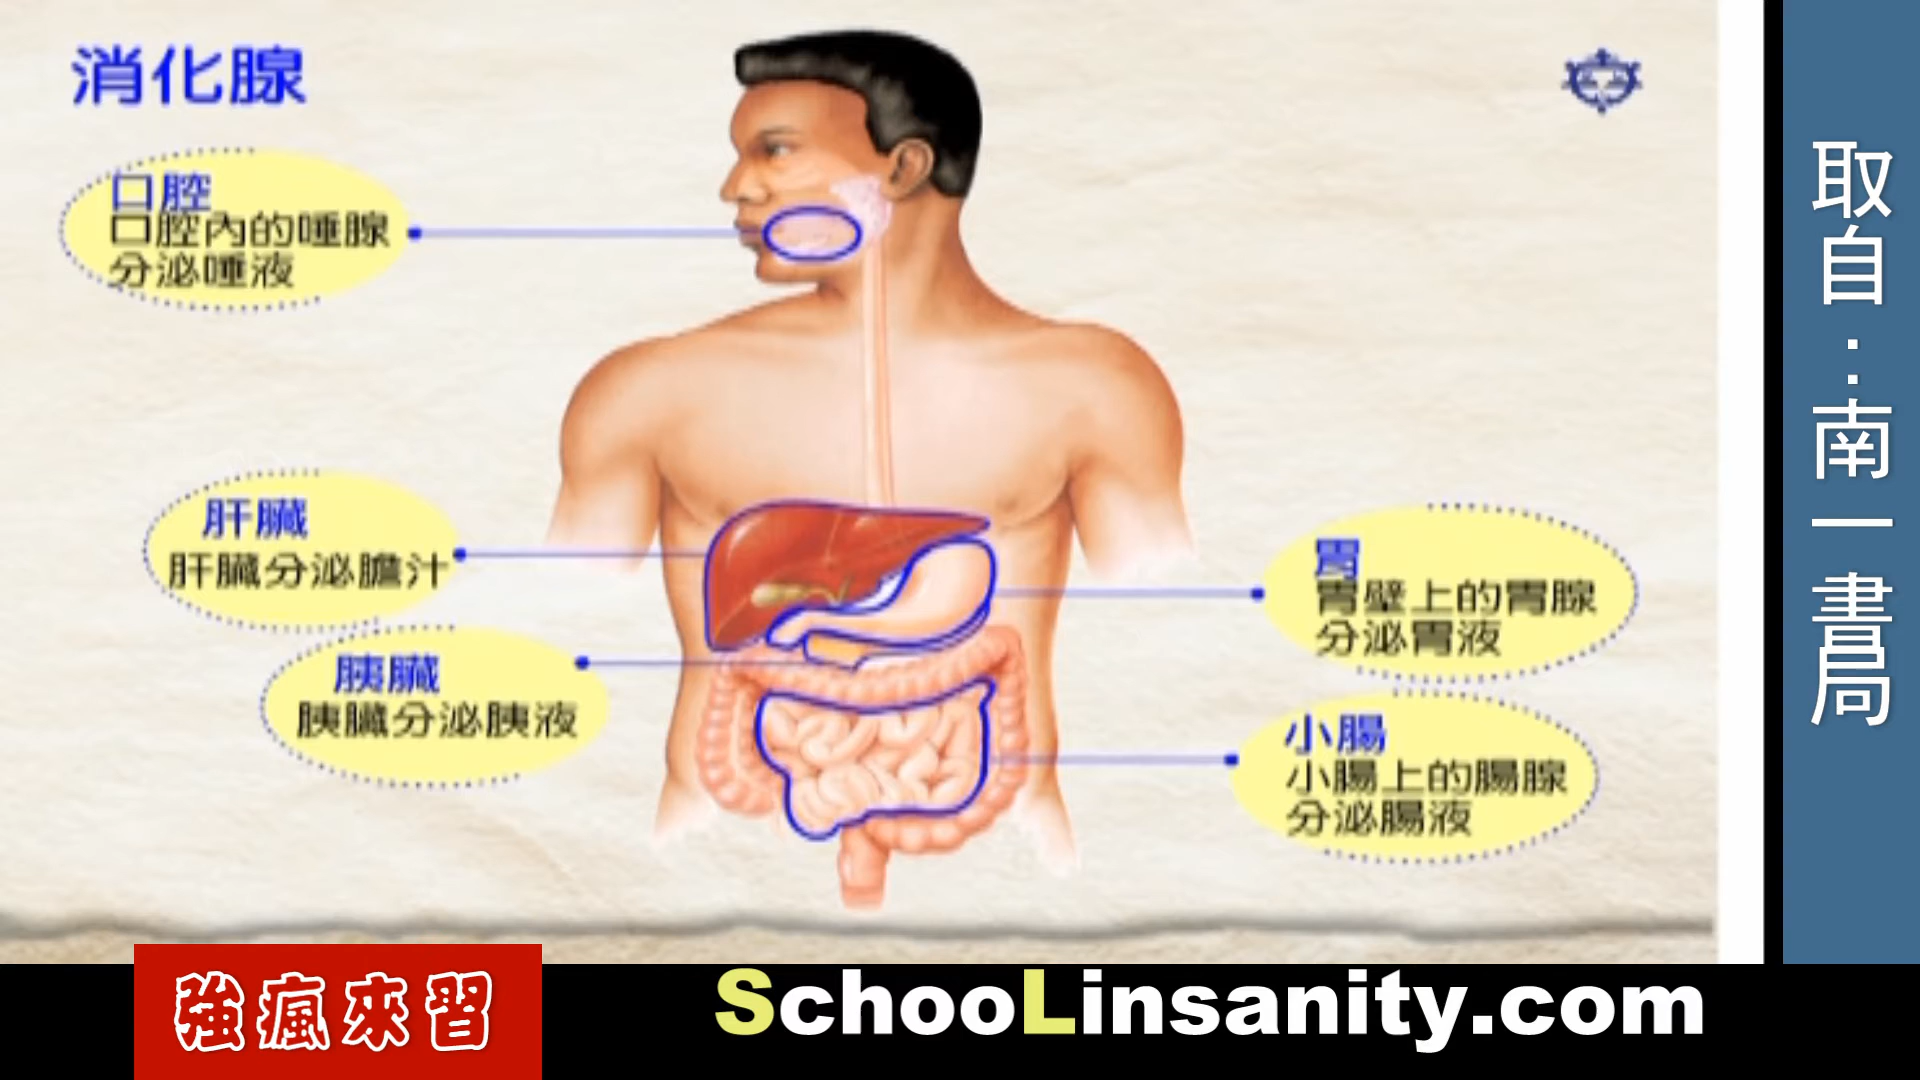 消化腺
口腔
口腔內的唾腺
分泌唾液
肝臟
肝臟分泌膽汁
胰臟
胰臟分泌胰液
胃
胃壁上的胃腺
分泌胃液
小腸
小腸上的腸腺
分泌腸液
取自：南一書局
強瘋來習
SchooLinsanity.com